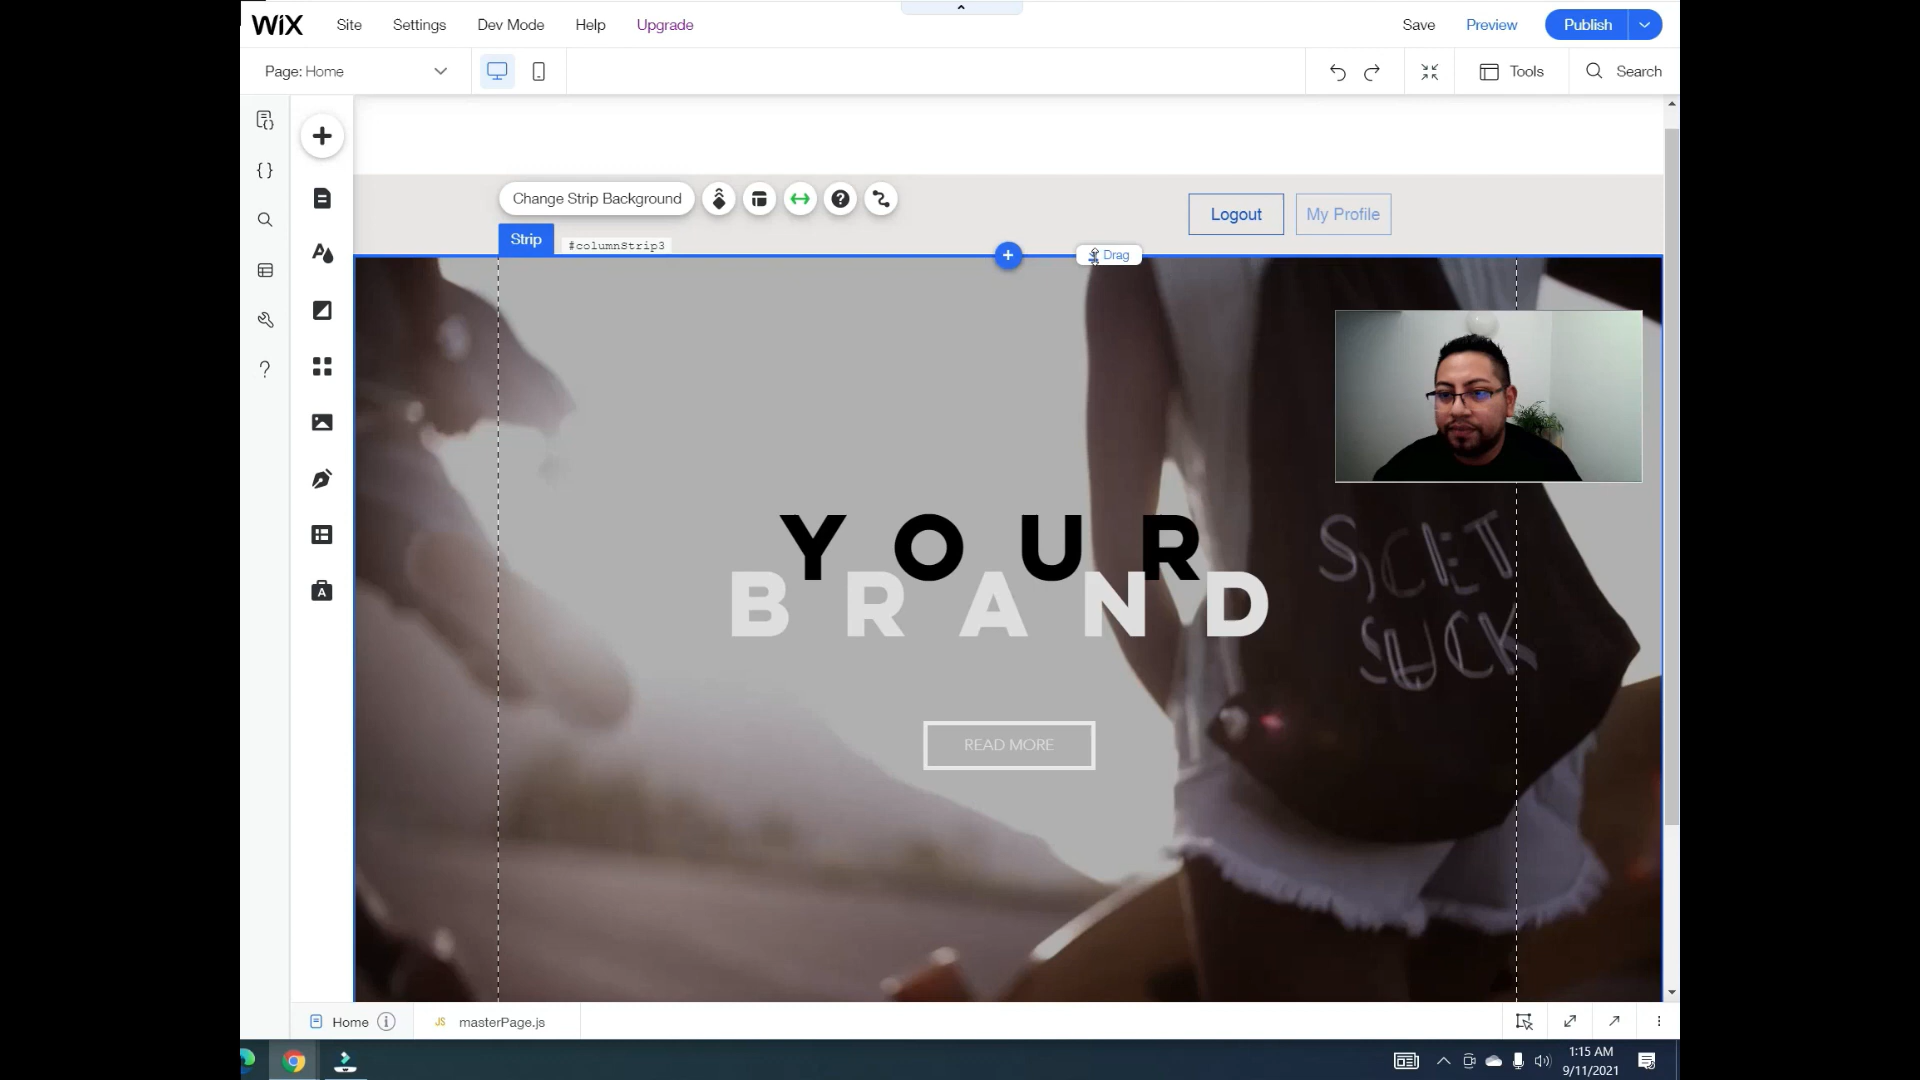 WiX Site Settings Dev Mode Help Upgrade Save Preview Publish
Page: Home Tools Search
Change Strip Background
Logout My Profile
Strip #columnStrip3
Drag
YOUR
BRAND
READ MORE
Home masterPage.js
JS
1:15 AM
9/11/2021